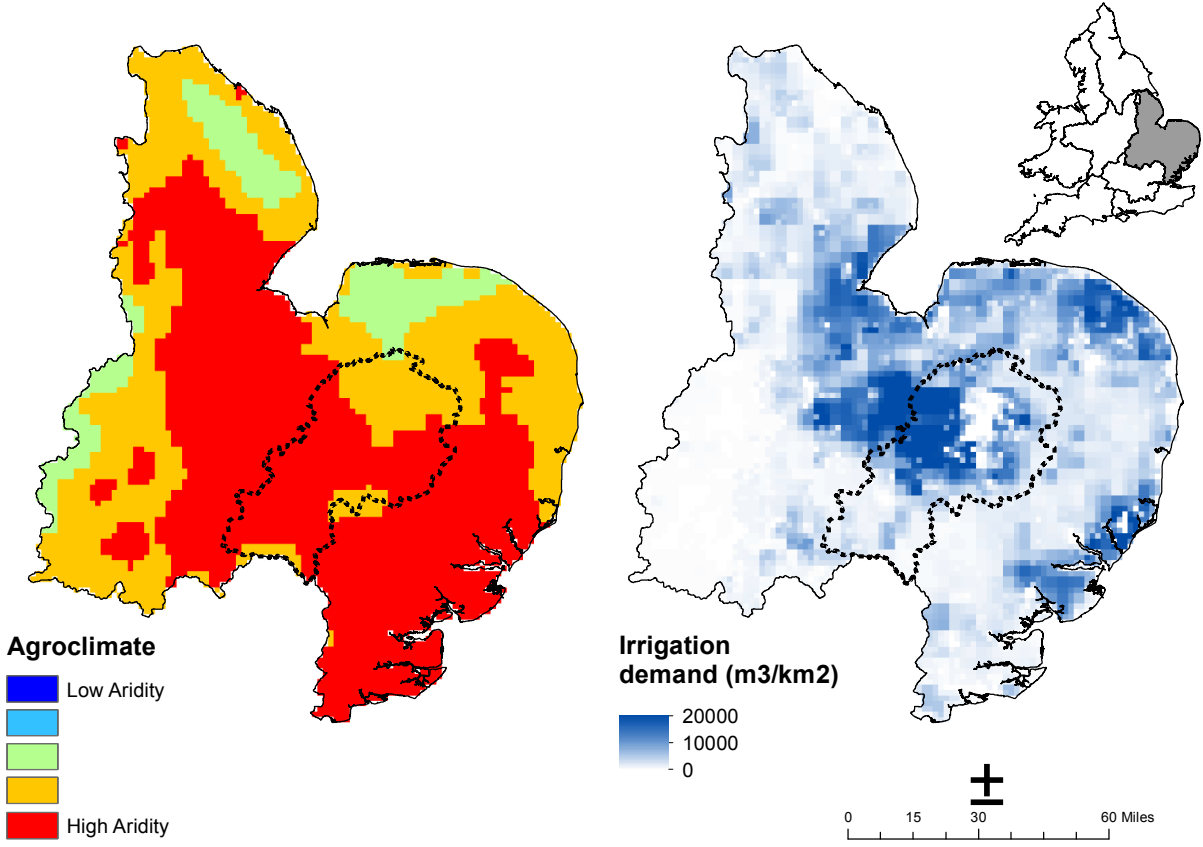 Agroclimate
Low Aridity
High Aridity
Irrigation
demand (m3/km2)
20000
10000
0
0 15 30 60 Miles